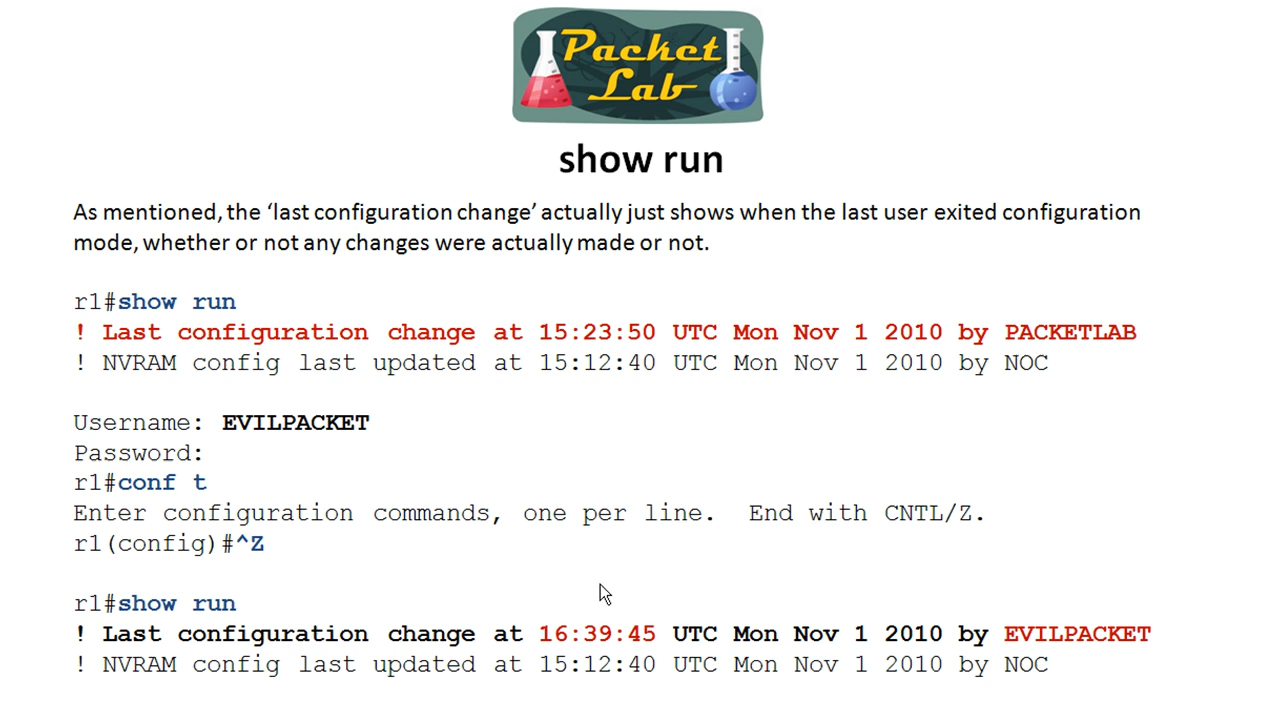 Packet
Lab
show run
As mentioned, the ‘last configuration change’ actually just shows when the last user exited configuration
mode, whether or not any changes were actually made or not.
r1#show run
! Last configuration change at 15:23:50 UTC Mon Nov 1 2010 by PACKETLAB
! NVRAM config last updated at 15:12:40 UTC Mon Nov 1 2010 by NOC
Username: EVILPACKET
Password:
r1#conf t
Enter configuration commands, one per line. End with CNTL/Z.
r1(config)#^Z
r1#show run
! Last configuration change at 16:39:45 UTC Mon Nov 1 2010 by EVILPACKET
! NVRAM config last updated at 15:12:40 UTC Mon Nov 1 2010 by NOC